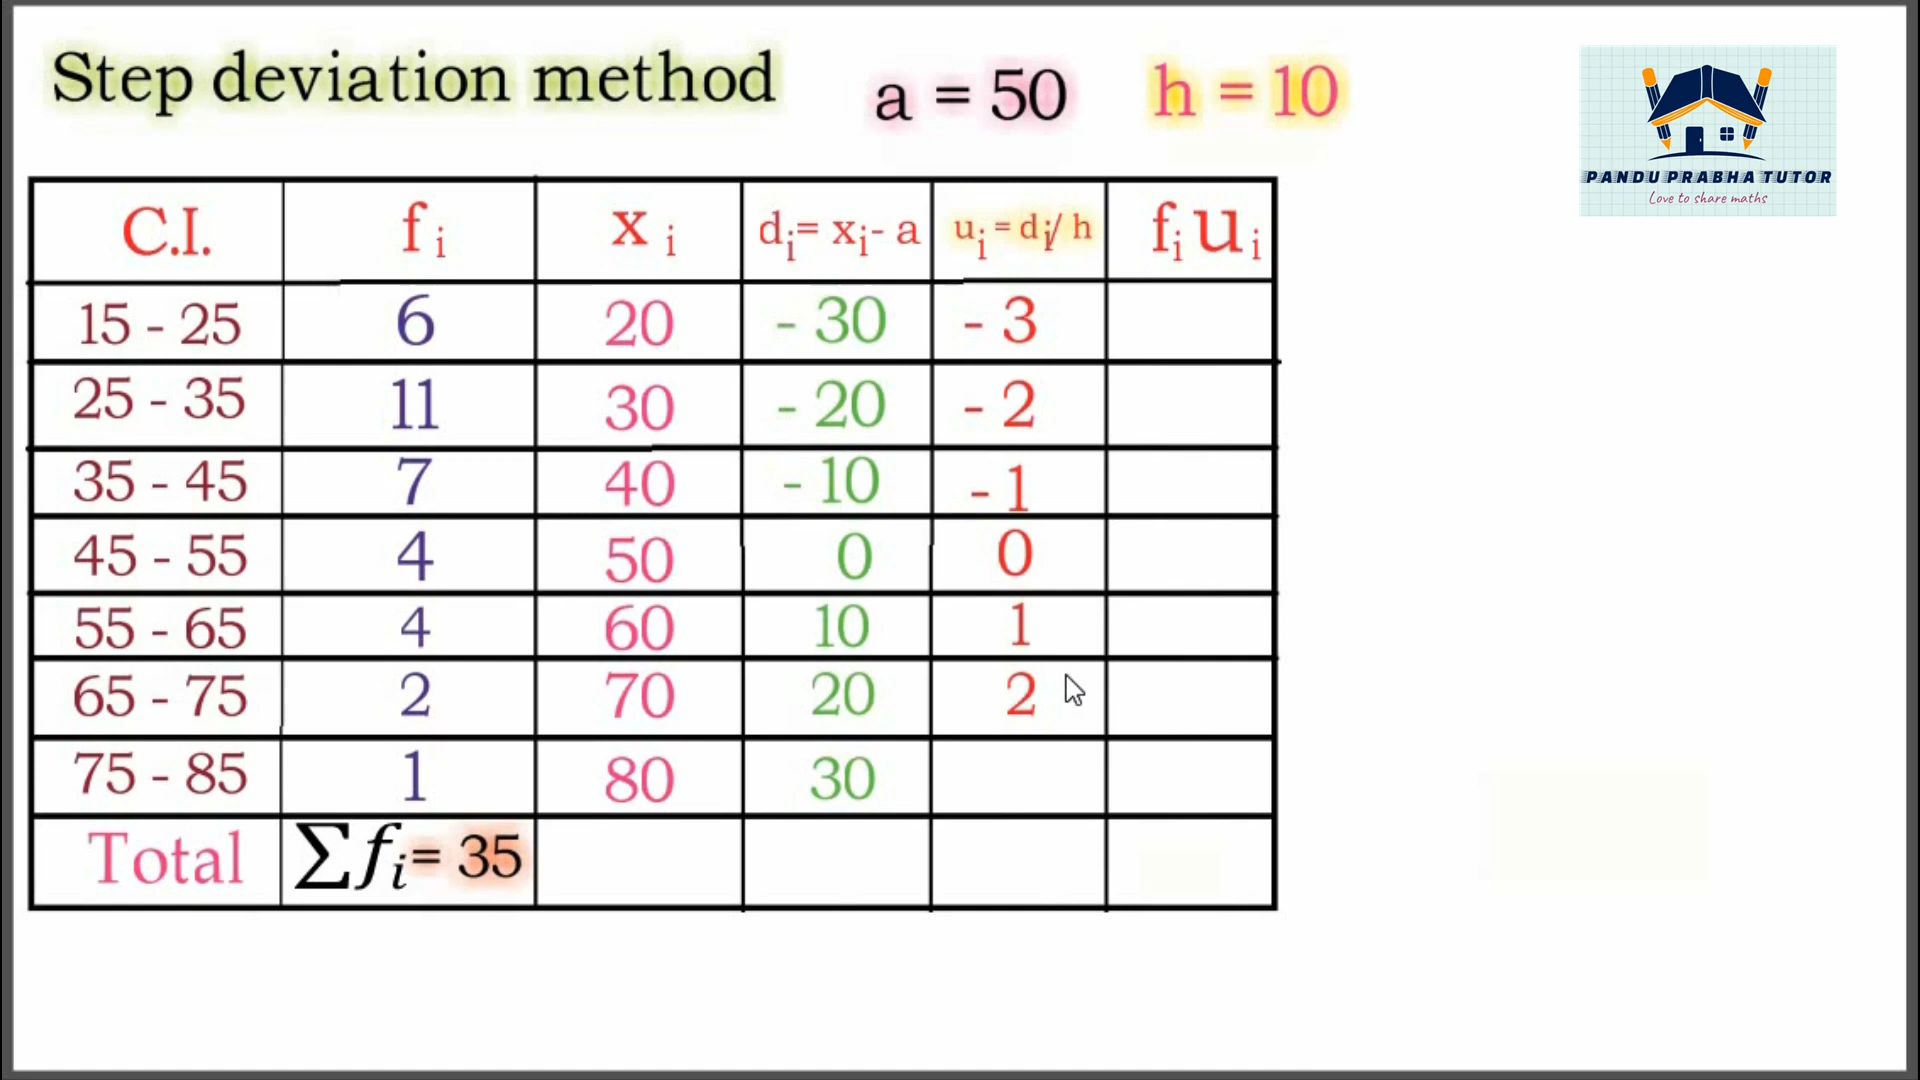 Step deviation method a = 50 h = 10
PANDU PRABHA TUTOR
Love to share maths
C.I. f i x i di= xi- a ui = di/ h fi ui
15 - 25 6 20 - 30 - 3
25 - 35 11 30 - 20 - 2
35 - 45 7 40 - 10 - 1
45 - 55 4 50 0 0
55 - 65 4 60 10 1
65 - 75 2 70 20 2
75 - 85 1 80 30
Total ∑fi= 35